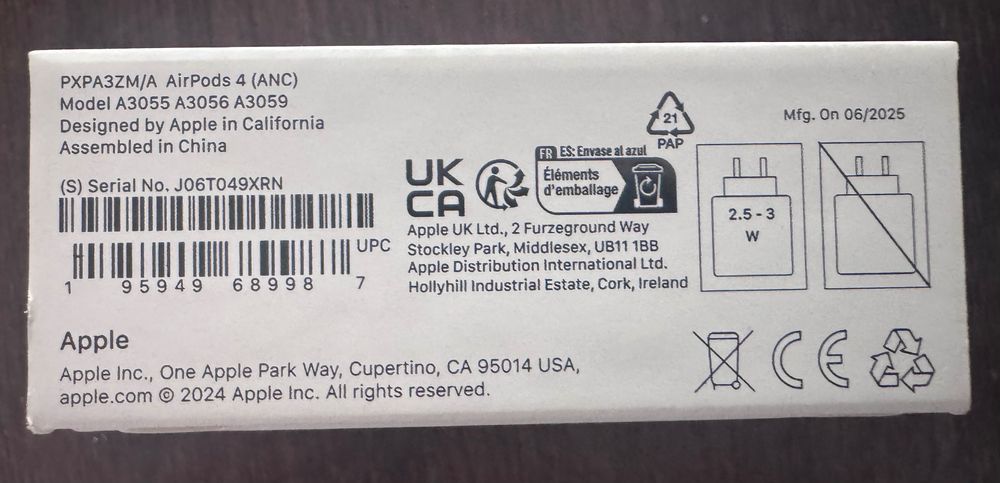 PXPA3ZM/A AirPods 4 (ANC)
Model A3055 A3056 A3059
Designed by Apple in California
Assembled in China
(S) Serial No. J06T049XRN
UPC
1 95949 68998 7
Apple
Apple Inc., One Apple Park Way, Cupertino, CA 95014 USA,
apple.com © 2024 Apple Inc. All rights reserved.
UK
CA
21
PAP
FR ES: Envase al azul
Éléments
d'emballage
Apple UK Ltd., 2 Furzeground Way
Stockley Park, Middlesex, UB11 1BB
Apple Distribution International Ltd.
Hollyhill Industrial Estate, Cork, Ireland
Mfg. On 06/2025
2.5 - 3
W
CE